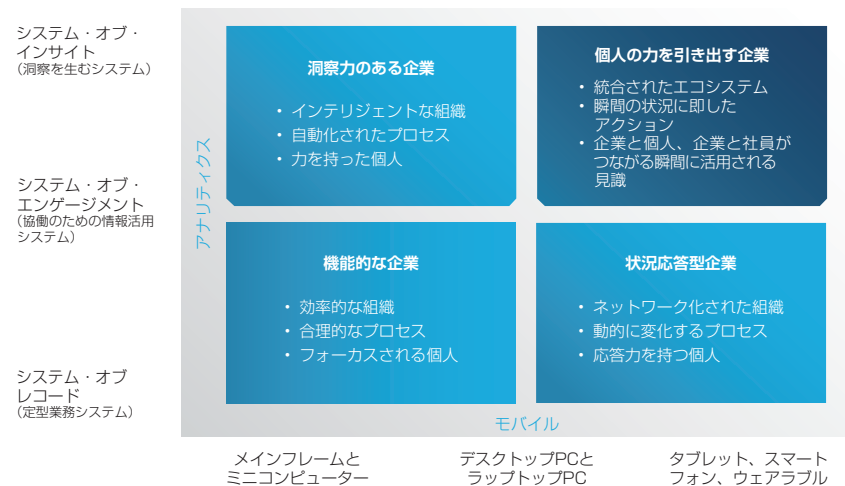 システム・オブ・
インサイト
（洞察を生むシステム）
システム・オブ・
エンゲージメント
（協働のための情報活用
システム）
システム・オブ
レコード
（定型業務システム）
アナリティクス
洞察力のある企業
・ インテリジェントな組織
・ 自動化されたプロセス
・ 力を持った個人
個人の力を引き出す企業
・ 統合されたエコシステム
・ 瞬間の状況に即した
アクション
・ 企業と個人、企業と社員が
つながる瞬間に活用される
見識
機能的な企業
・ 効率的な組織
・ 合理的なプロセス
・ フォーカスされる個人
状況応答型企業
・ ネットワーク化された組織
・ 動的に変化するプロセス
・ 応答力を持つ個人
モバイル
メインフレームと
ミニコンピューター
デスクトップPCと
ラップトップPC
タブレット、スマート
フォン、ウェアラブル